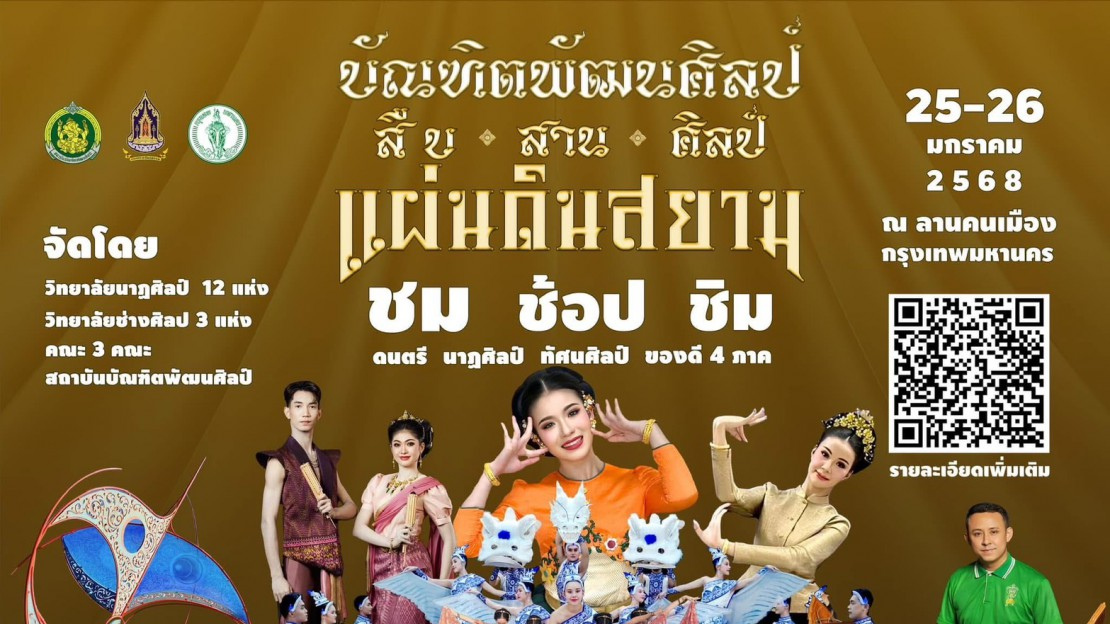 บัณฑิตพัฒนศิลป์
สืบ • สาน • ศิลป์
แผ่นดินสยาม
ชม ช้อป ชิม
ดนตรี นาฏศิลป์ ทัศนศิลป์ ของดี 4 ภาค
จัดโดย
วิทยาลัยนาฏศิลป์ 12 แห่ง
วิทยาลัยช่างศิลป 3 แห่ง
คณะ 3 คณะ
สถาบันบัณฑิตพัฒนศิลป์
25-26
มกราคม
2568
ณ ลานคนเมือง
กรุงเทพมหานคร
รายละเอียดเพิ่มเติม